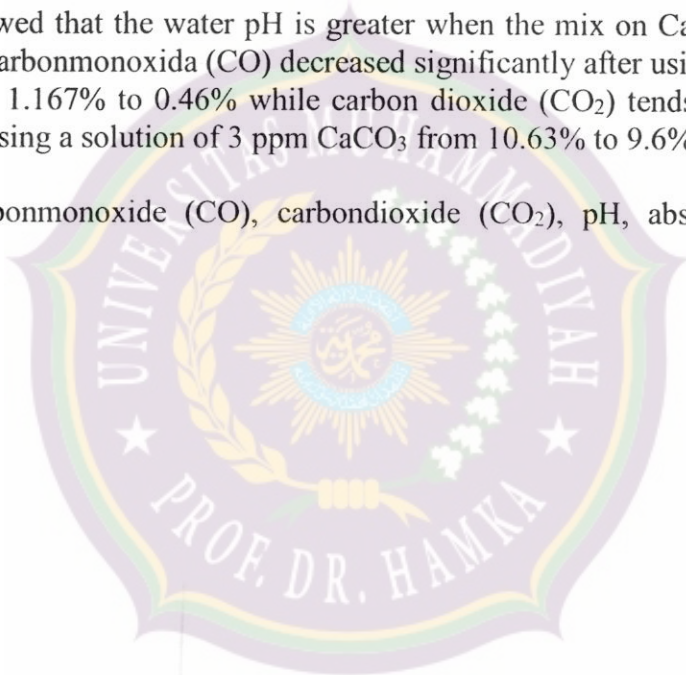 wed that the water pH is greater when the mix on Ca
arbonmonoxida (CO) decreased significantly after usi
1.167% to 0.46% while carbon dioxide (CO₂) tends
sing a solution of 3 ppm CaCO₃ from 10.63% to 9.6%
bonmonoxide (CO), carbondioxide (CO₂), pH, abs
UNIVERSITAS MUHAMMADIYAH
محمدية
PROF. DR. HAMKA